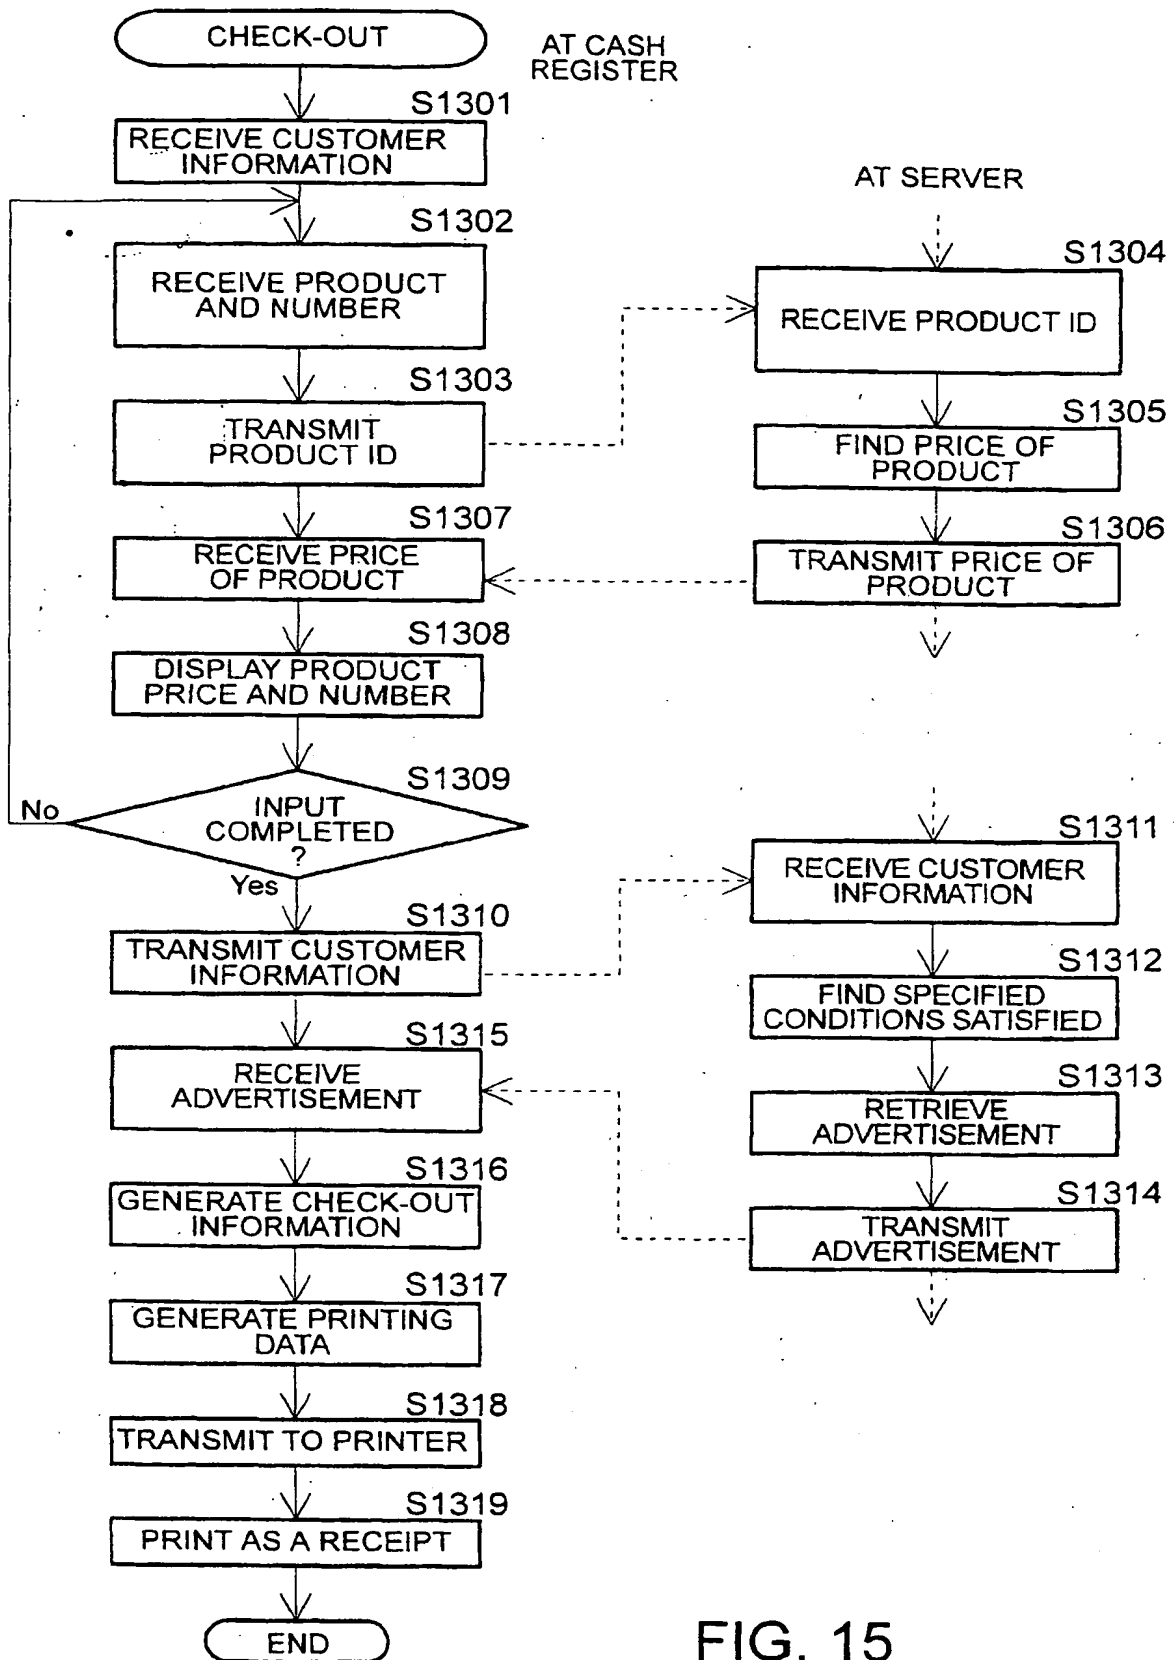 CHECK-OUT
AT CASH
REGISTER
S1301
RECEIVE CUSTOMER
INFORMATION
S1302
RECEIVE PRODUCT
AND NUMBER
S1303
TRANSMIT
PRODUCT ID
S1307
RECEIVE PRICE
OF PRODUCT
S1308
DISPLAY PRODUCT
PRICE AND NUMBER
S1309
INPUT
COMPLETED
?
No
Yes
S1310
TRANSMIT CUSTOMER
INFORMATION
S1315
RECEIVE
ADVERTISEMENT
S1316
GENERATE CHECK-OUT
INFORMATION
S1317
GENERATE PRINTING
DATA
S1318
TRANSMIT TO PRINTER
S1319
PRINT AS A RECEIPT
END
AT SERVER
S1304
RECEIVE PRODUCT ID
S1305
FIND PRICE OF
PRODUCT
S1306
TRANSMIT PRICE OF
PRODUCT
S1311
RECEIVE CUSTOMER
INFORMATION
S1312
FIND SPECIFIED
CONDITIONS SATISFIED
S1313
RETRIEVE
ADVERTISEMENT
S1314
TRANSMIT
ADVERTISEMENT
FIG. 15